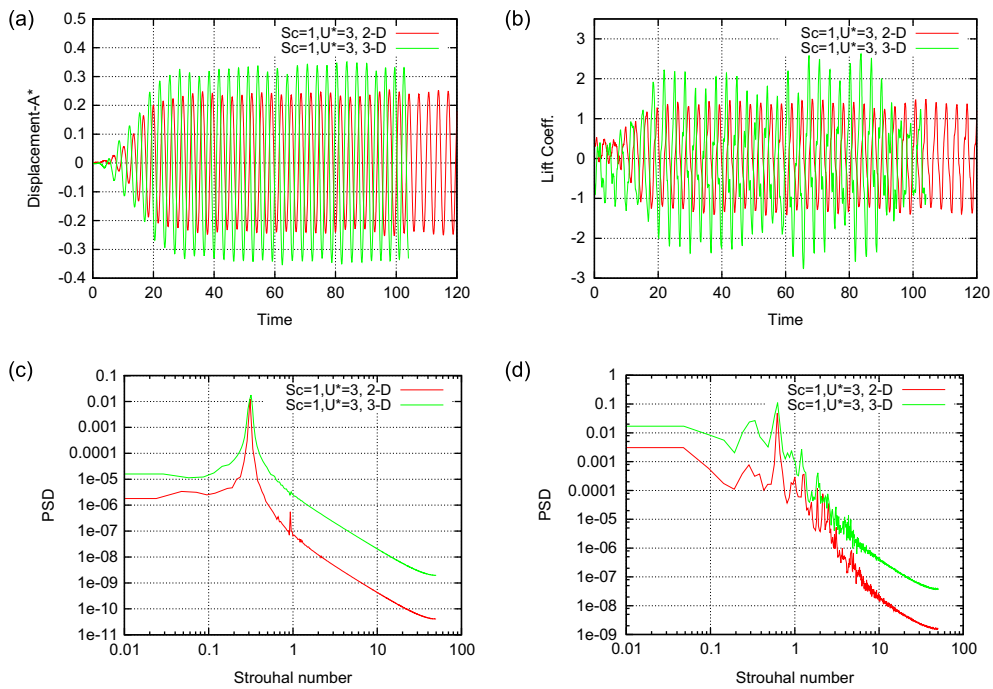 (a)
Sc=1,U*=3, 2-D
Sc=1,U*=3, 3-D
0.5
0.4
0.3
0.2
0.1
0
-0.1
-0.2
-0.3
-0.4
Displacement-A*
0 20 40 60 80 100 120
Time
(b)
Sc=1,U*=3, 2-D
Sc=1,U*=3, 3-D
3
2
1
0
-1
-2
-3
Lift Coeff.
0 20 40 60 80 100 120
Time
(c)
Sc=1,U*=3, 2-D
Sc=1,U*=3, 3-D
0.1
0.01
0.001
0.0001
1e-05
1e-06
1e-07
1e-08
1e-09
1e-10
1e-11
PSD
0.01 0.1 1 10 100
Strouhal number
(d)
Sc=1,U*=3, 2-D
Sc=1,U*=3, 3-D
1
0.1
0.01
0.001
0.0001
1e-05
1e-06
1e-07
1e-08
1e-09
PSD
0.01 0.1 1 10 100
Strouhal number